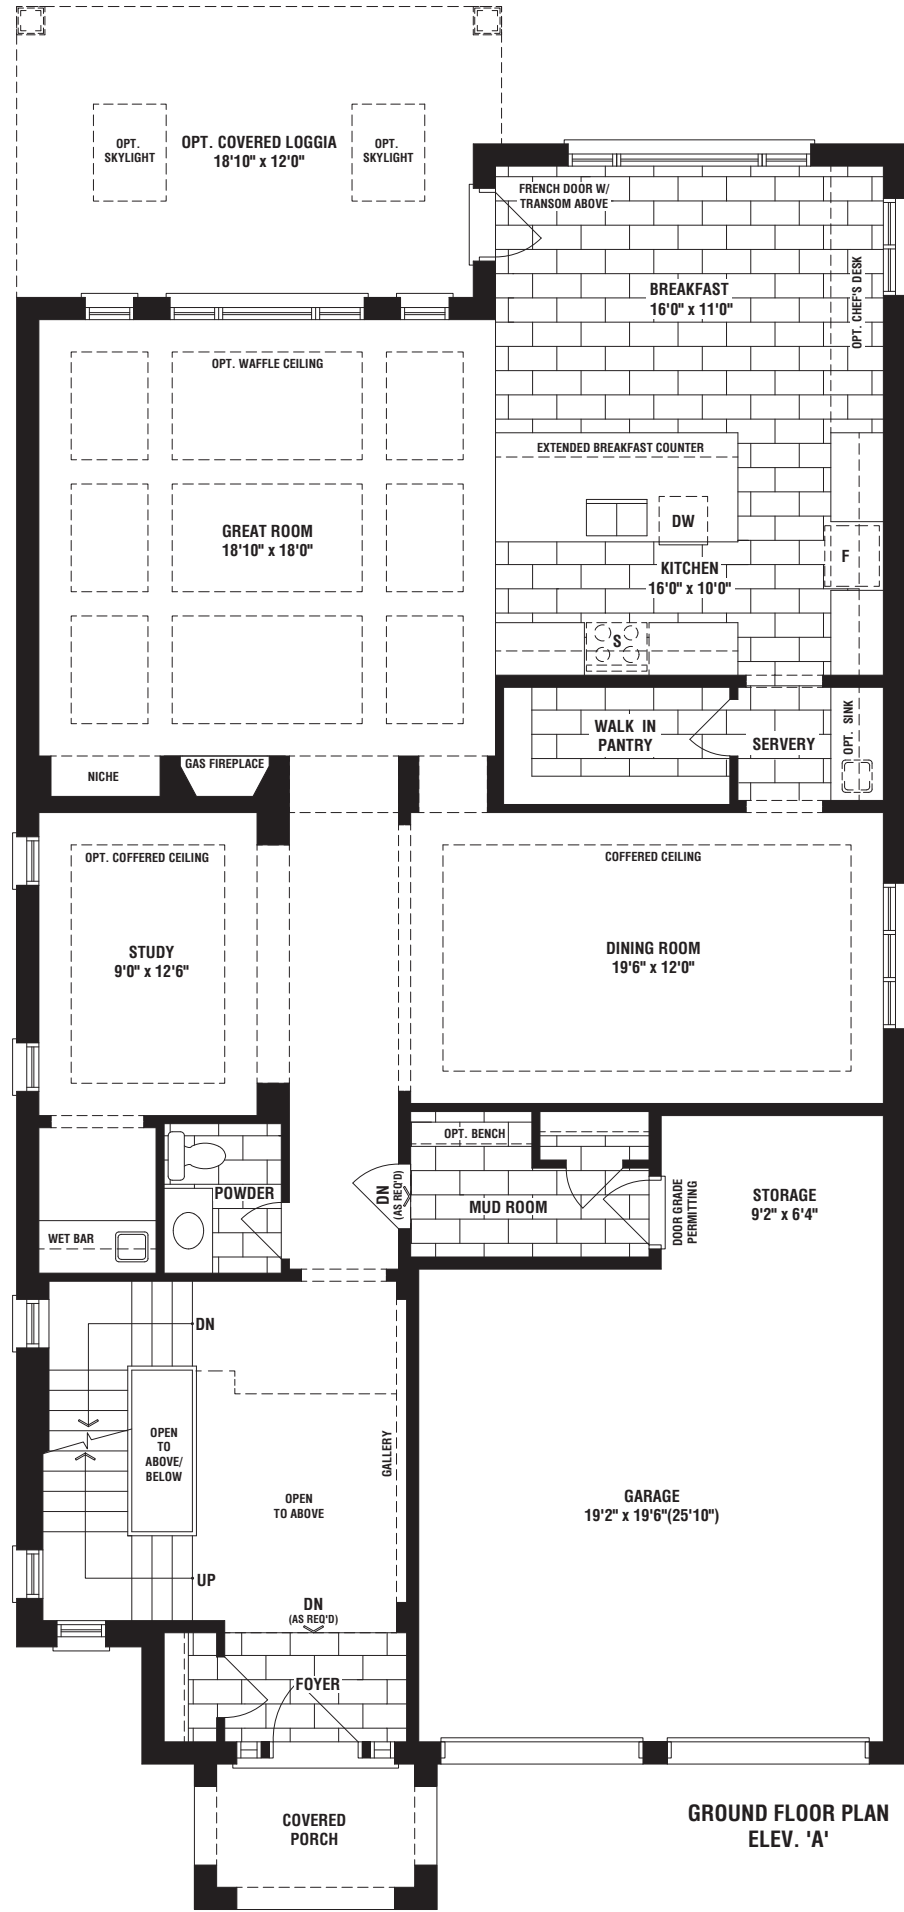 OPT.
SKYLIGHT
OPT. COVERED LOGGIA
18'10" x 12'0"
OPT.
SKYLIGHT
FRENCH DOOR W/
TRANSOM ABOVE
BREAKFAST
16'0" x 11'0"
OPT. CHEF'S DESK
OPT. WAFFLE CEILING
EXTENDED BREAKFAST COUNTER
GREAT ROOM
18'10" x 18'0"
DW
F
KITCHEN
16'0" x 10'0"
S
WALK IN
PANTRY
SERVERY
OPT. SINK
NICHE
GAS FIREPLACE
OPT. COFFERED CEILING
COFFERED CEILING
STUDY
9'0" x 12'6"
DINING ROOM
19'6" x 12'0"
OPT. BENCH
POWDER
DN
(AS REQ'D)
MUD ROOM
DOOR GRADE
PERMITTING
STORAGE
9'2" x 6'4"
WET BAR
DN
OPEN
TO
ABOVE/
BELOW
GALLERY
OPEN
TO ABOVE
GARAGE
19'2" x 19'6"(25'10")
UP
DN
(AS REQ'D)
FOYER
COVERED
PORCH
GROUND FLOOR PLAN
ELEV. 'A'